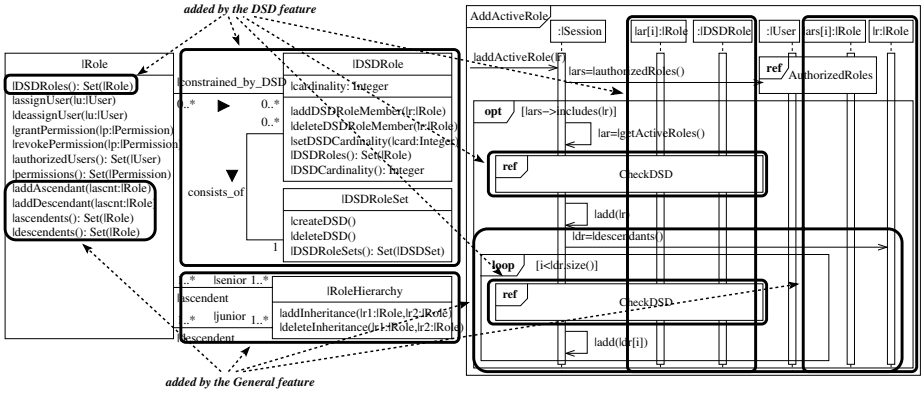 added by the DSD feature
|Role
|DSDRoles(): Set(|Role)
|assignUser(|u:|User)
|deassignUser(|u:|User)
|grantPermission(|p:|Permission)
|revokePermission(|p:|Permission
|authorizedUsers(): Set(|User)
|permissions(): Set(|Permission)
|addAscendant(|ascnt:|Role)
|addDescendant(|ascnt:|Role
|ascendents(): Set(|Role)
|descendents(): Set(|Role)
|constrained_by_DSD
0..*
0..*
0..*
consists_of
1
|DSDRole
|cardinality: Integer
|addDSDRoleMember(|r:|Role)
|deleteDSDRoleMember(|r:|Role)
|setDSDCardinality(|card:Integer)
|DSDRoles(): Set(|Role)
|DSDCardinality(): Integer
|DSDRoleSet
|createDSD()
|deleteDSD()
|DSDRoleSets(): Set(|DSDSet)
1..*
|senior 1..*
|ascendent
|junior
1..*
1..*
|descendent
|RoleHierarchy
|addInheritance(|r1:|Role,|r2:|Role)
|deleteInheritance(|r1:|Role,|r2:|Role)
added by the General feature
AddActiveRole
:|Session
|ar[i]:|Role
:|DSDRole
:|User
|ars[i]:|Role
|r:|Role
|addActiveRole(|r)
|ars=|authorizedRoles()
ref
AuthorizedRoles
opt
[|ars->includes(|r)]
|ar=|getActiveRoles()
ref
CheckDSD
|add(|r)
|dr=|descendants()
loop
[i<|dr.size()]
ref
CheckDSD
|add(|dr[i])